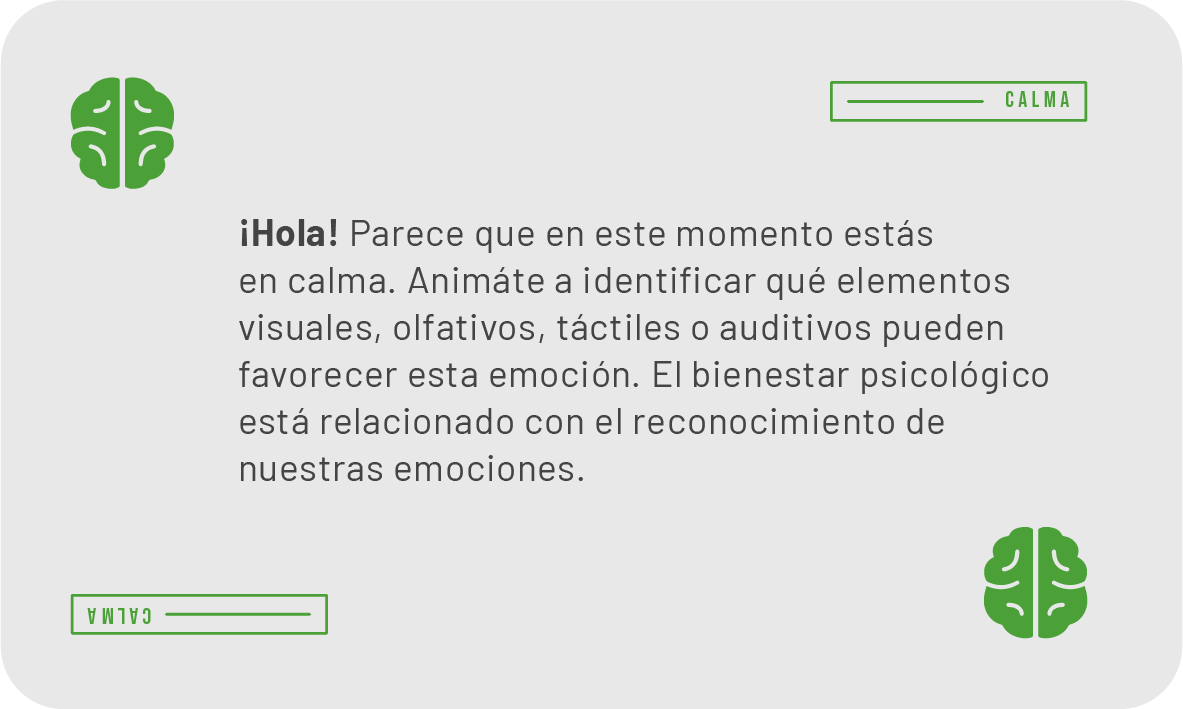 CALMA
¡Hola! Parece que en este momento estás
en calma. Animáte a identificar qué elementos
visuales, olfativos, táctiles o auditivos pueden
favorecer esta emoción. El bienestar psicológico
está relacionado con el reconocimiento de
nuestras emociones.
CALMA